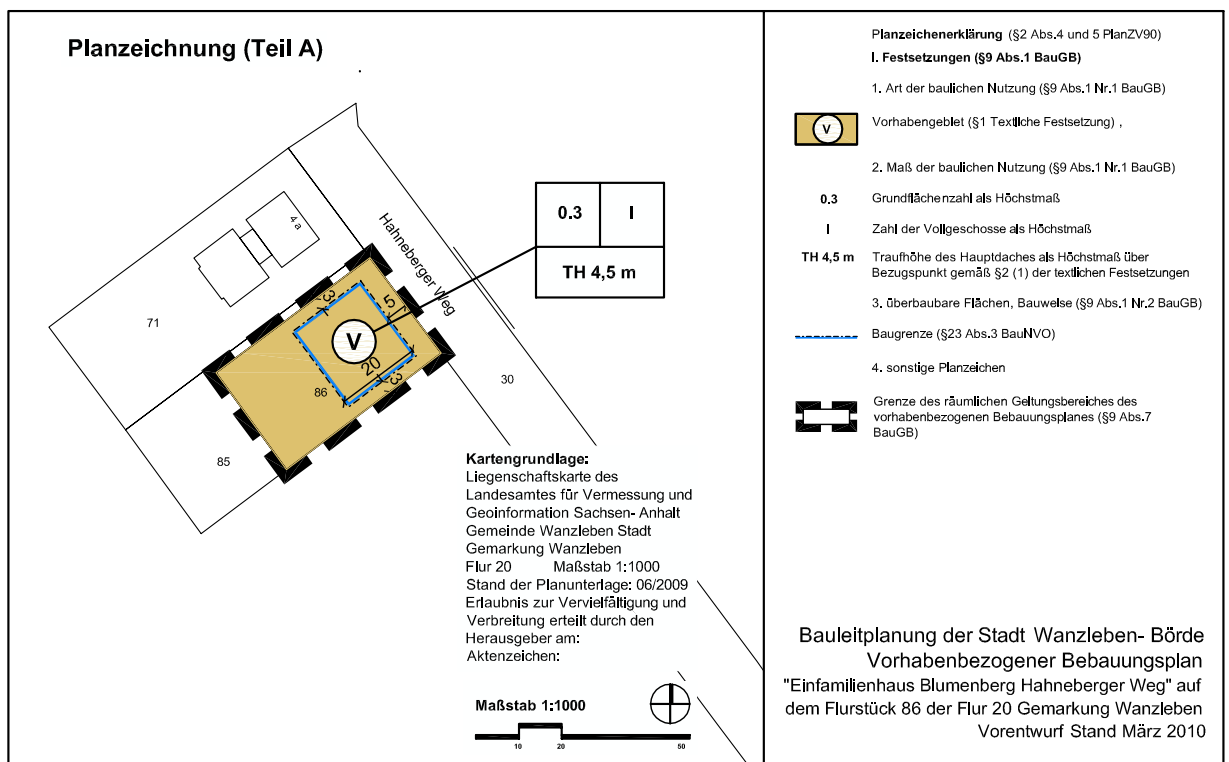 Planzeichnung (Teil A)
71
4 a
Hahneberger Weg
0.3
I
TH 4,5 m
3
5
V
20
3
86
85
30
Kartengrundlage:
Liegenschaftskarte des
Landesamtes für Vermessung und
Geoinformation Sachsen- Anhalt
Gemeinde Wanzleben Stadt
Gemarkung Wanzleben
Flur 20 Maßstab 1:1000
Stand der Planunterlage: 06/2009
Erlaubnis zur Vervielfältigung und
Verbreitung erteilt durch den
Herausgeber am:
Aktenzeichen:
Maßstab 1:1000
10 20 50
Planzeichenerklärung (§2 Abs.4 und 5 PlanZV90)
I. Festsetzungen (§9 Abs.1 BauGB)
1. Art der baulichen Nutzung (§9 Abs.1 Nr.1 BauGB)
V Vorhabengebiet (§1 Textliche Festsetzung) ,
2. Maß der baulichen Nutzung (§9 Abs.1 Nr.1 BauGB)
0.3 Grundflächenzahl als Höchstmaß
I Zahl der Vollgeschosse als Höchstmaß
TH 4,5 m Traufhöhe des Hauptdaches als Höchstmaß über
Bezugspunkt gemäß §2 (1) der textlichen Festsetzungen
3. überbaubare Flächen, Bauweise (§9 Abs.1 Nr.2 BauGB)
Baugrenze (§23 Abs.3 BauNVO)
4. sonstige Planzeichen
Grenze des räumlichen Geltungsbereiches des
vorhabenbezogenen Bebauungsplanes (§9 Abs.7
BauGB)
Bauleitplanung der Stadt Wanzleben- Börde
Vorhabenbezogener Bebauungsplan
"Einfamilienhaus Blumenberg Hahneberger Weg" auf
dem Flurstück 86 der Flur 20 Gemarkung Wanzleben
Vorentwurf Stand März 2010